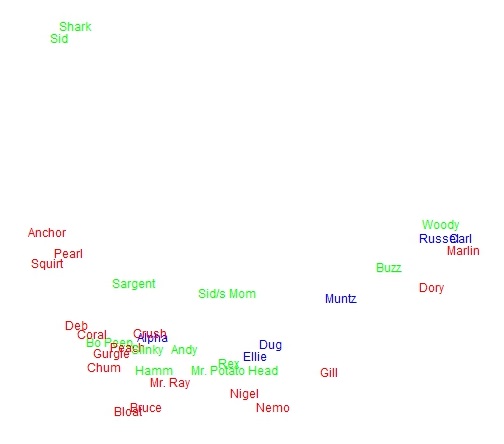 Shark
Sid
Woody
Anchor
Russell
Carl
Marlin
Pearl
Squirt
Buzz
Sargent
Dory
Sid/s Mom
Muntz
Deb
Coral
Crush
Alpha
Bo Peep
Peach
Slinky
Andy
Dug
Gurgle
Ellie
Rex
Chum
Hamm
Mr. Potato Head
Gill
Mr. Ray
Nigel
Bloat
Bruce
Nemo